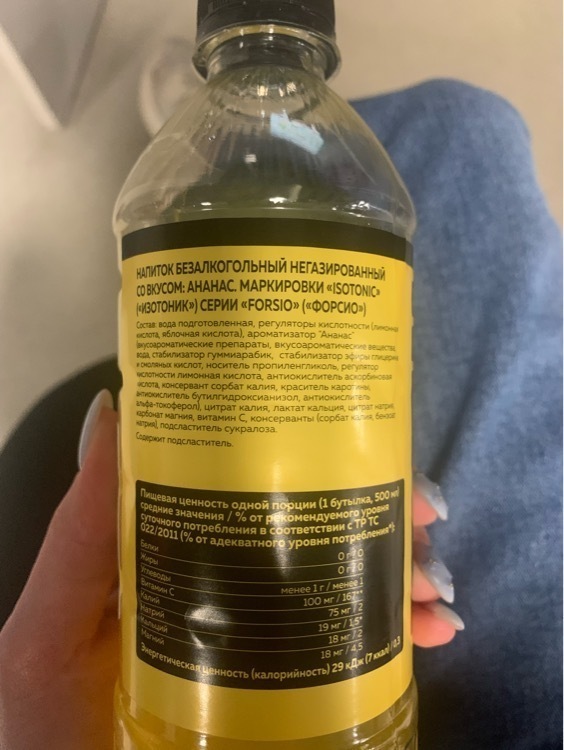 НАПИТОК БЕЗАЛКОГОЛЬНЫЙ НЕГАЗИРОВАННЫЙ
СО ВКУСОМ: АНАНАС. МАРКИРОВКИ «ISOTONIC»
(«ИЗОТОНИК») СЕРИИ «FORSIO» («ФОРСИО»)
Состав: вода подготовленная, регуляторы кислотности (лимонная
кислота, яблочная кислота), ароматизатор "Ананас"
(вкусоароматические препараты, вкусоароматические вещества,
вода, стабилизатор гуммиарабик, стабилизатор эфиры глицерина
и смоляных кислот, носитель пропиленгликоль, регулятор
кислотности лимонная кислота, антиокислитель аскорбиновая
кислота, консервант сорбат калия, краситель каротины,
антиокислитель бутилгидроксианизол, антиокислитель
альфа-токоферол), цитрат калия, лактат кальция, цитрат натрия,
карбонат магния, витамин С, консерванты (сорбат калия, бензоат
натрия), подсластитель сукралоза.
Содержит подсластитель.
Пищевая ценность одной порции (1 бутылка, 500 мл)
средние значения / % от рекомендуемого уровня
суточного потребления в соответствии с ТР ТС
022/2011 (% от адекватного уровня потребления*):
Белки 0 г / 0
Жиры 0 г / 0
Углеводы менее 1 г / менее 1
Витамин С 100 мг / 167**
Калий 75 мг / 2
Натрий 19 мг / 1,5*
Кальций 18 мг / 2
Магний 18 мг / 4,5
Энергетическая ценность (калорийность) 29 кДж (7 ккал) / 0,3